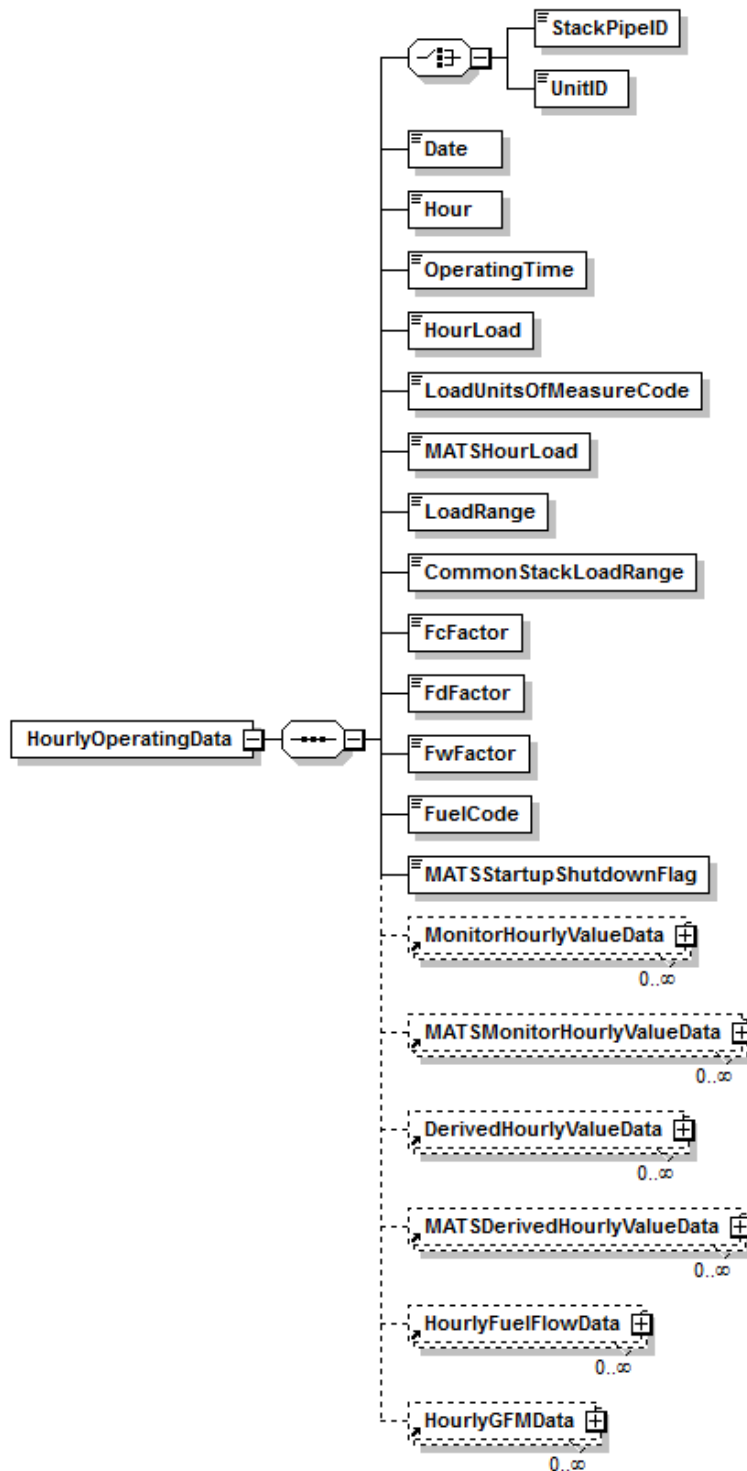 StackPipeID
UnitID
Date
Hour
OperatingTime
HourLoad
LoadUnitsOfMeasureCode
MATSHourLoad
LoadRange
CommonStackLoadRange
FcFactor
FdFactor
HourlyOperatingData
FwFactor
FuelCode
MATSStartupShutdownFlag
MonitorHourlyValueData
0..∞
MATSMonitorHourlyValueData
0..∞
DerivedHourlyValueData
0..∞
MATSDerivedHourlyValueData
0..∞
HourlyFuelFlowData
0..∞
HourlyGFMData
0..∞